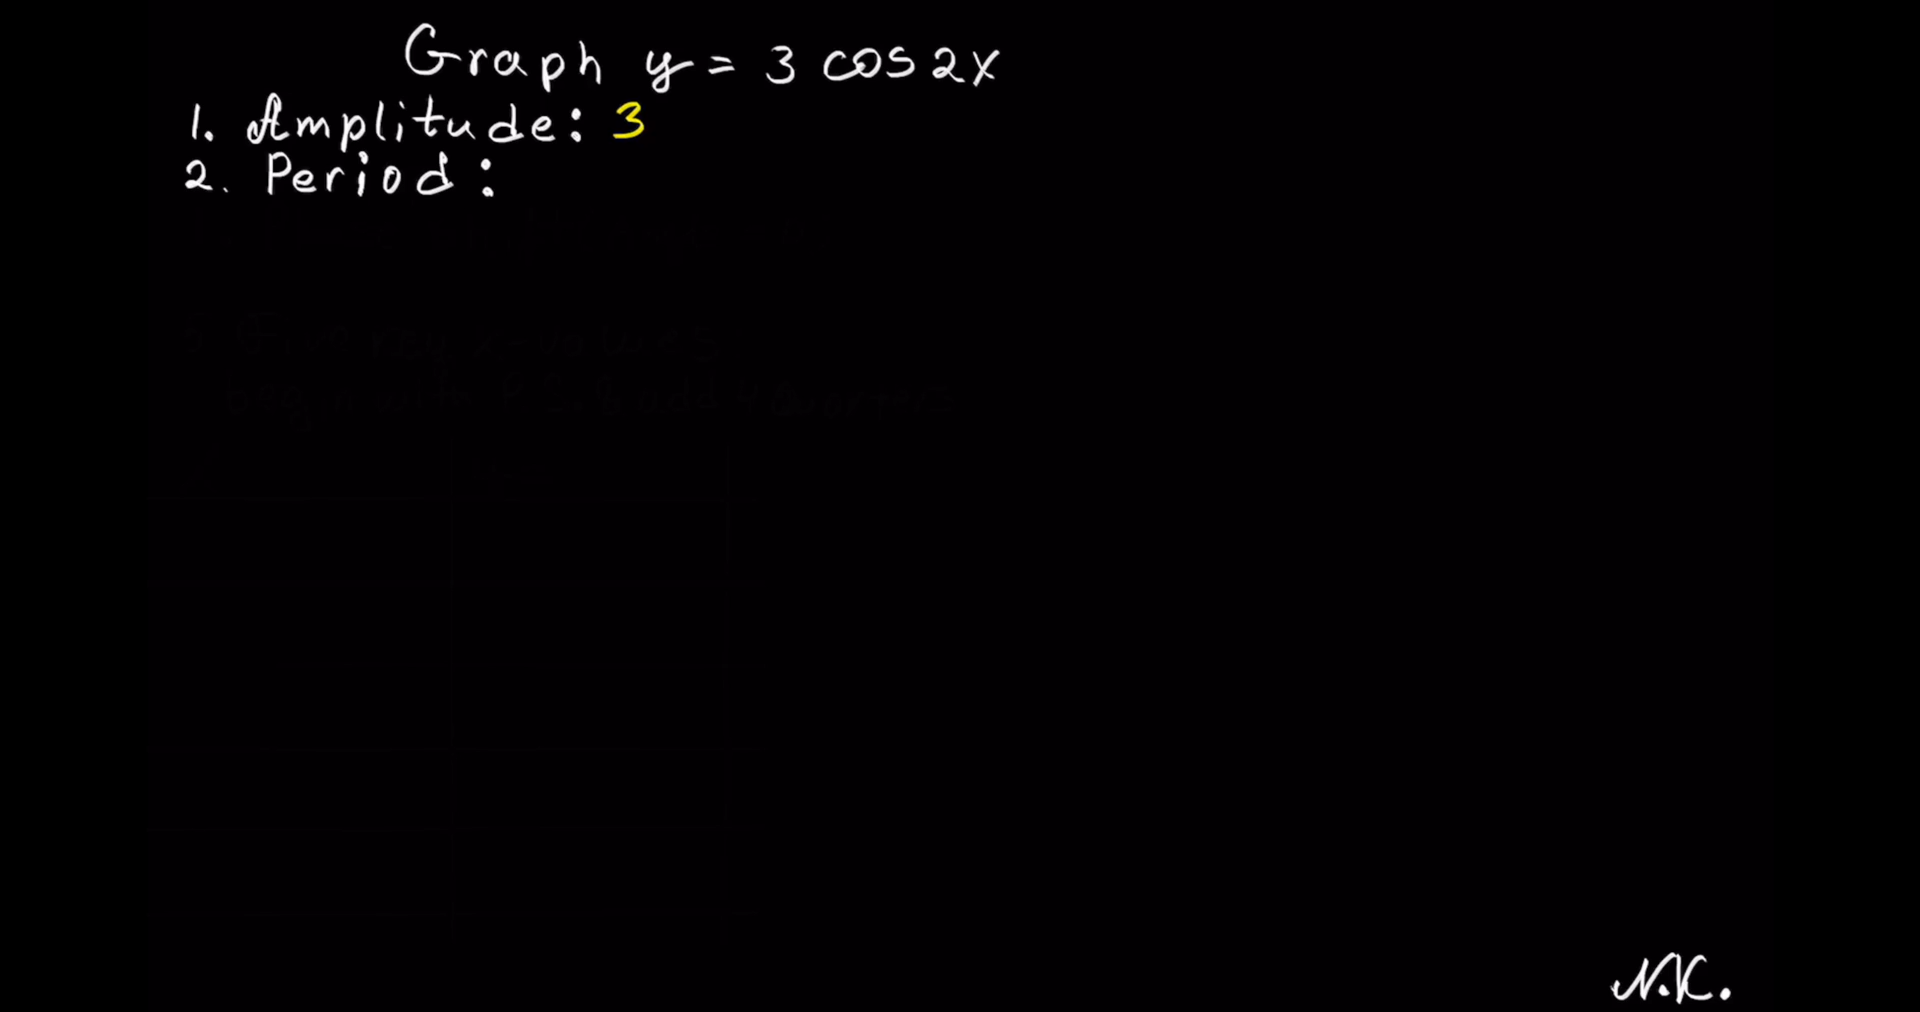 Graph y = 3 cos 2x
1. Amplitude: 3
2. Period:
N.K.